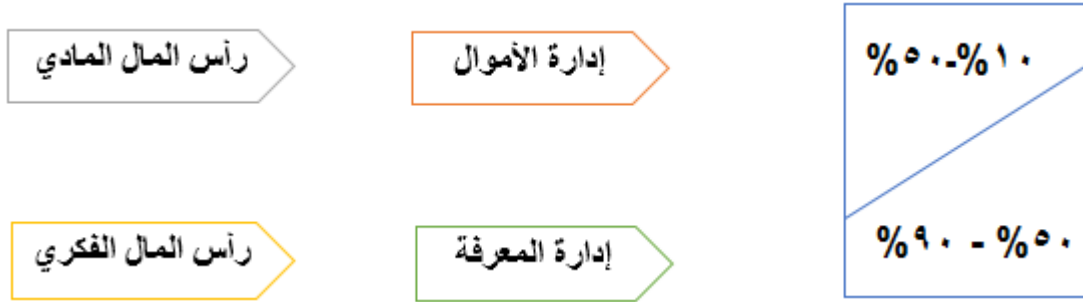 رأس المال المادي
إدارة الأموال
١٠%-٥٠%
رأس المال الفكري
إدارة المعرفة
٥٠% - ٩٠%